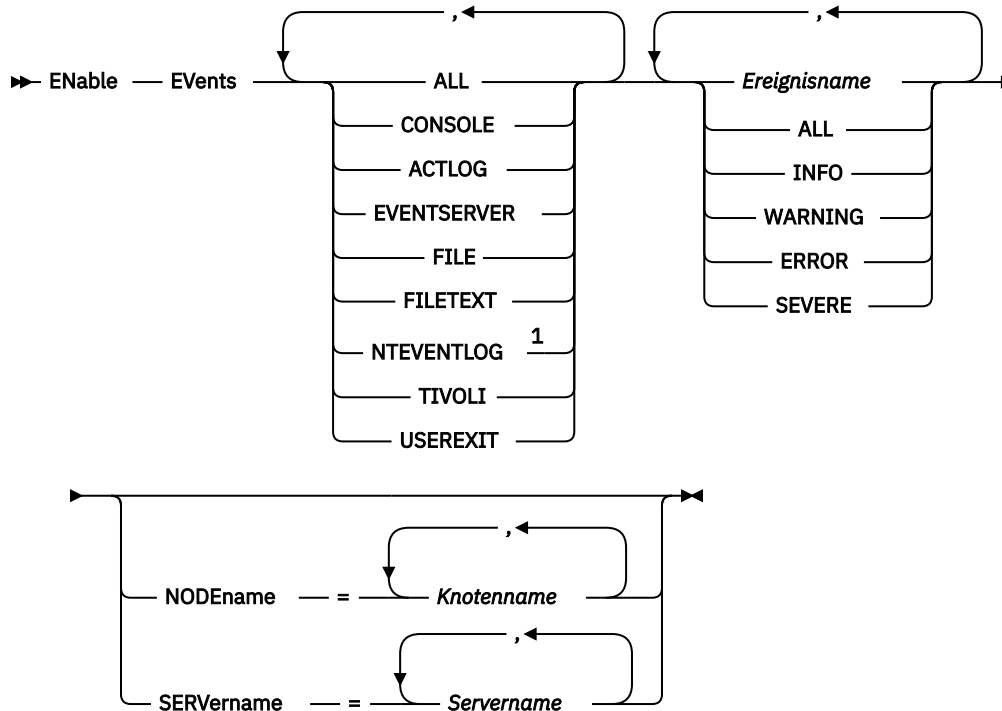 ,
,
ENable EVents ALL Ereignisname
CONSOLE ALL
ACTLOG INFO
EVENTSERVER WARNING
FILE ERROR
FILETEXT SEVERE
NTEVENTLOG 1
TIVOLI
USEREXIT
,
NODEname = Knotenname
,
SERVername = Servername